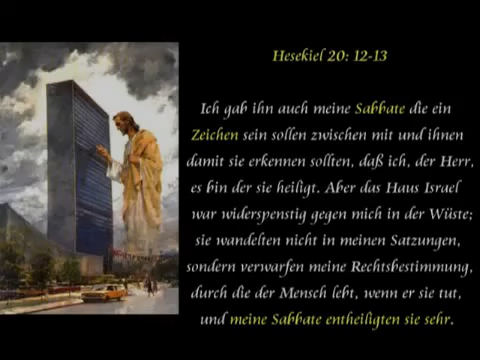 Hesekiel 20: 12-13
Ich gab ihn auch meine Sabbate die ein
Zeichen sein sollen zwischen mit und ihnen
damit sie erkennen sollten, daß ich, der Herr,
es bin der sie heiligt. Aber das Haus Israel
war widerspenstig gegen mich in der Wüste;
sie wandelten nicht in meinen Satzungen,
sondern verwarfen meine Rechtsbestimmung,
durch die der Mensch lebt, wenn er sie tut,
und meine Sabbate entheiligten sie sehr.